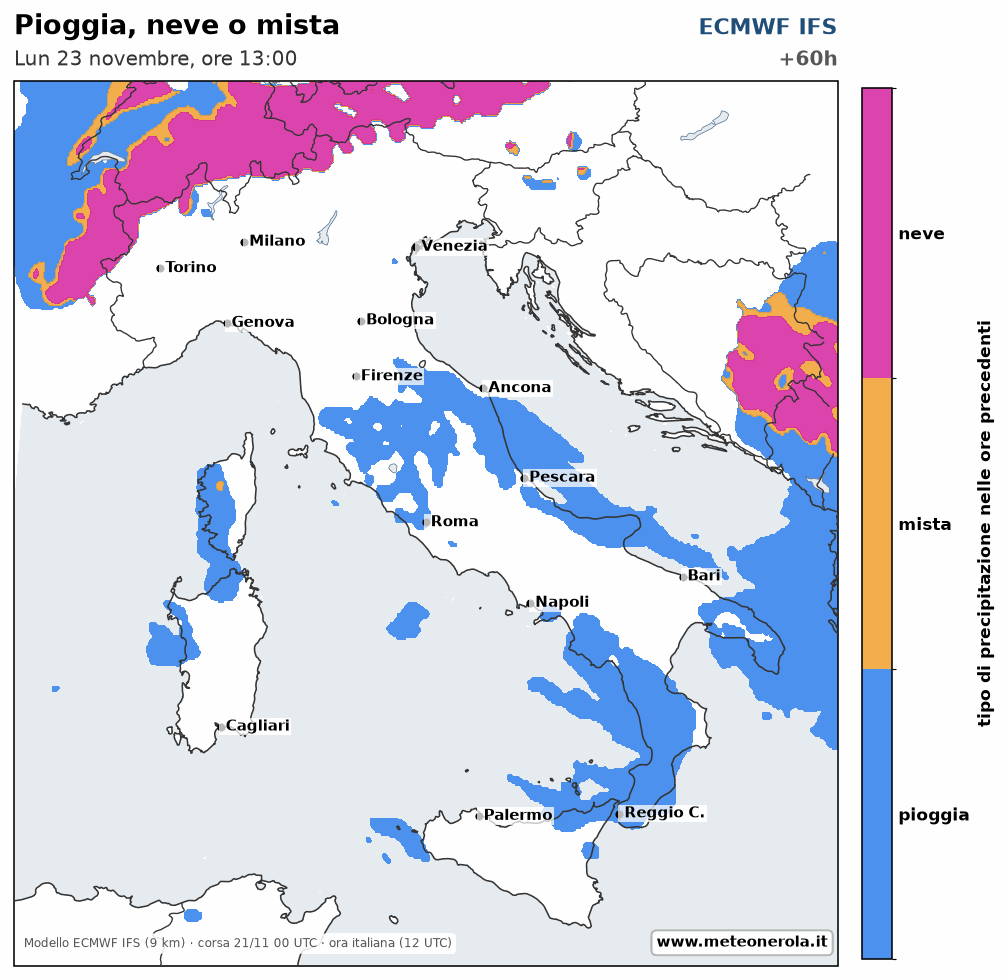 Pioggia, neve o mista
ECMWF IFS
Lun 23 novembre, ore 13:00
+60h
Milano
Venezia
Torino
Genova
Bologna
Firenze
Ancona
Pescara
Roma
Bari
Napoli
Cagliari
Palermo
Reggio C.
neve
mista
pioggia
tipo di precipitazione nelle ore precedenti
Modello ECMWF IFS (9 km) · corsa 21/11 00 UTC · ora italiana (12 UTC)
www.meteonerola.it